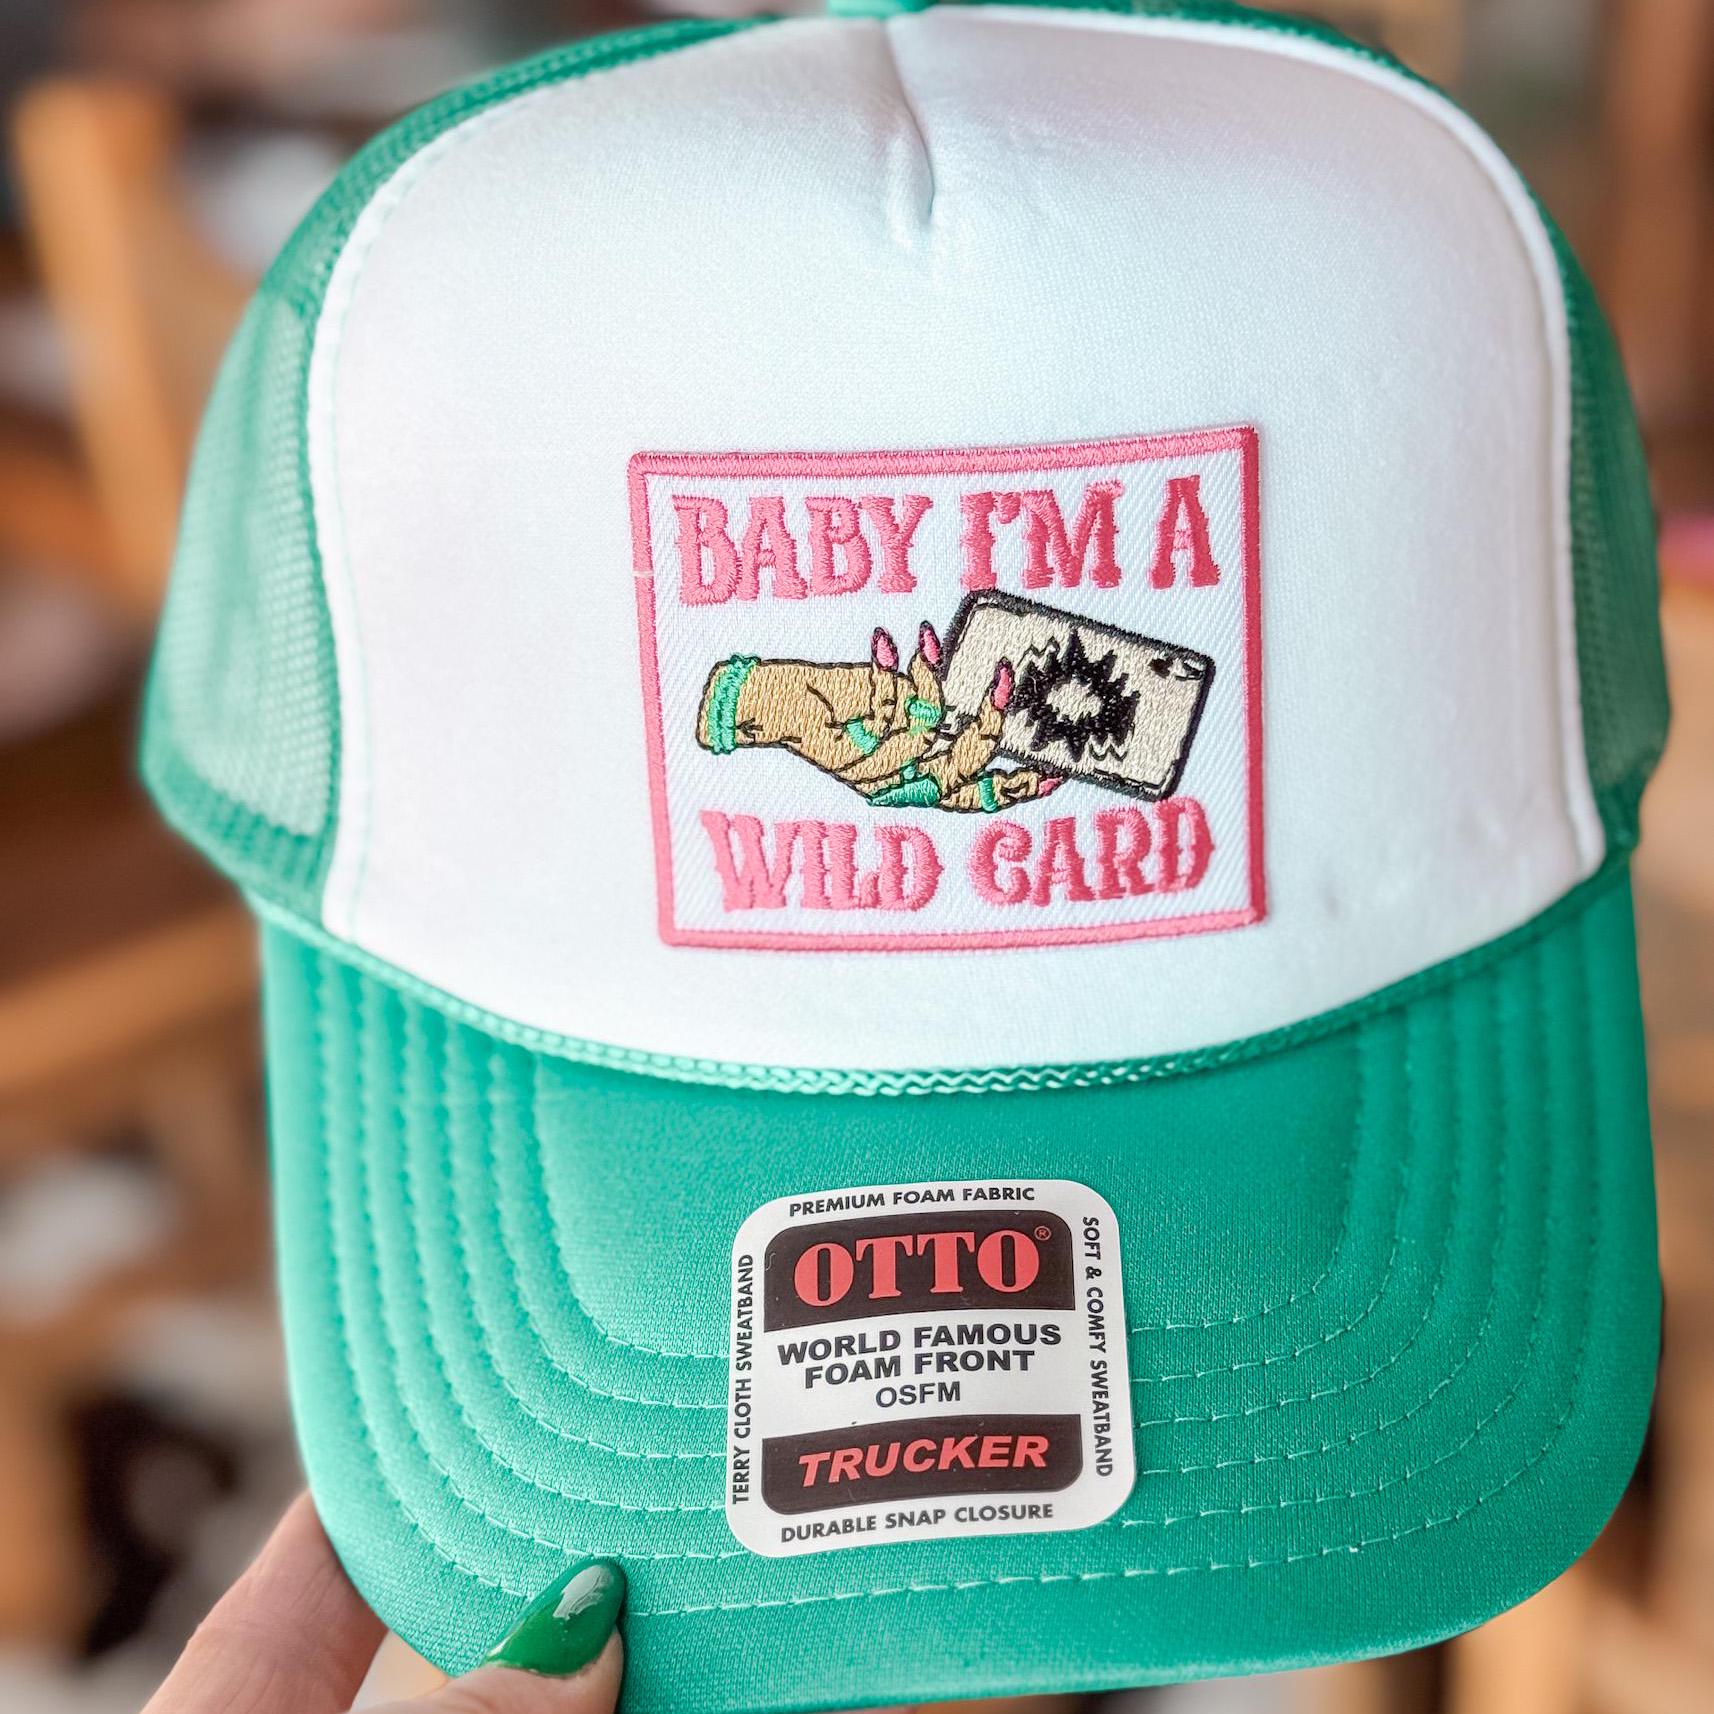 BABY I'M A
WILD CARD
PREMIUM FOAM FABRIC
OTTO®
WORLD FAMOUS
FOAM FRONT
OSFM
TRUCKER
DURABLE SNAP CLOSURE
TERRY CLOTH SWEATBAND
SOFT & COMFY SWEATBAND